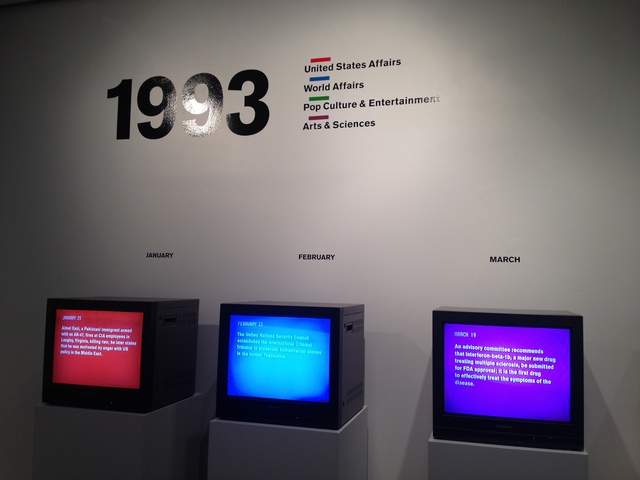 1993
United States Affairs
World Affairs
Pop Culture & Entertainment
Arts & Sciences
JANUARY
FEBRUARY
MARCH
JANUARY 25
Aimal Kasi, a Pakistani immigrant armed
with an AK-47, fires at CIA employees in
Langley, Virginia, killing two; he later states
that he was motivated by anger with US
policy in the Middle East.
FEBRUARY 22
The United Nations Security Council
establishes the International Criminal
Tribunal to prosecute humanitarian crimes
in the former Yugoslavia.
MARCH 19
An advisory committee recommends
that interferon-beta-1b, a major new drug
treating multiple sclerosis, be submitted
for FDA approval; it is the first drug
to effectively treat the symptoms of the
disease.